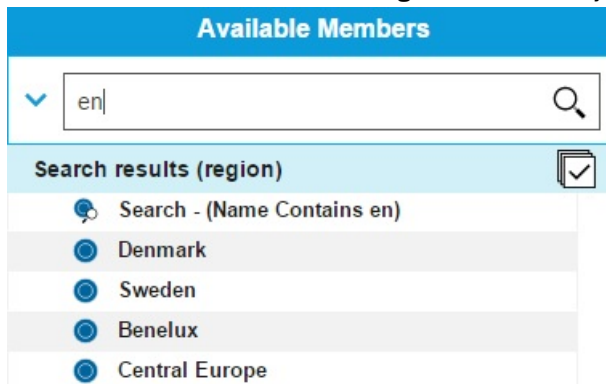 Available Members
en
Search results (region)
Search - (Name Contains en)
Denmark
Sweden
Benelux
Central Europe